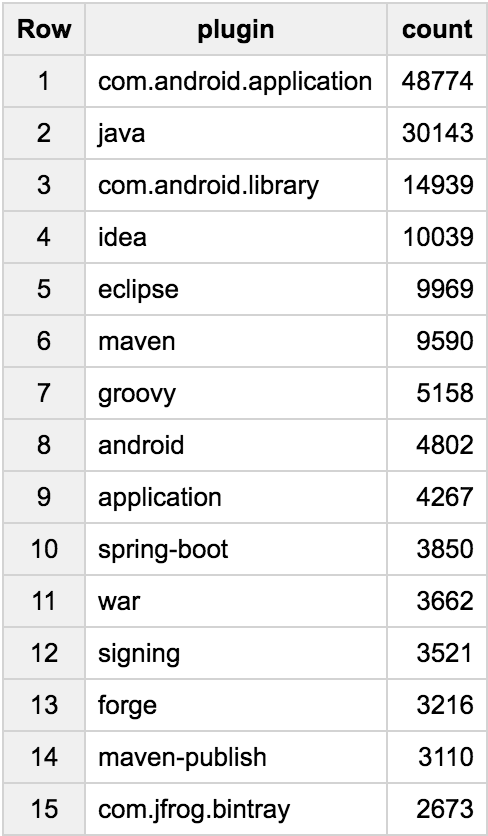 Row plugin count
1 com.android.application 48774
2 java 30143
3 com.android.library 14939
4 idea 10039
5 eclipse 9969
6 maven 9590
7 groovy 5158
8 android 4802
9 application 4267
10 spring-boot 3850
11 war 3662
12 signing 3521
13 forge 3216
14 maven-publish 3110
15 com.jfrog.bintray 2673